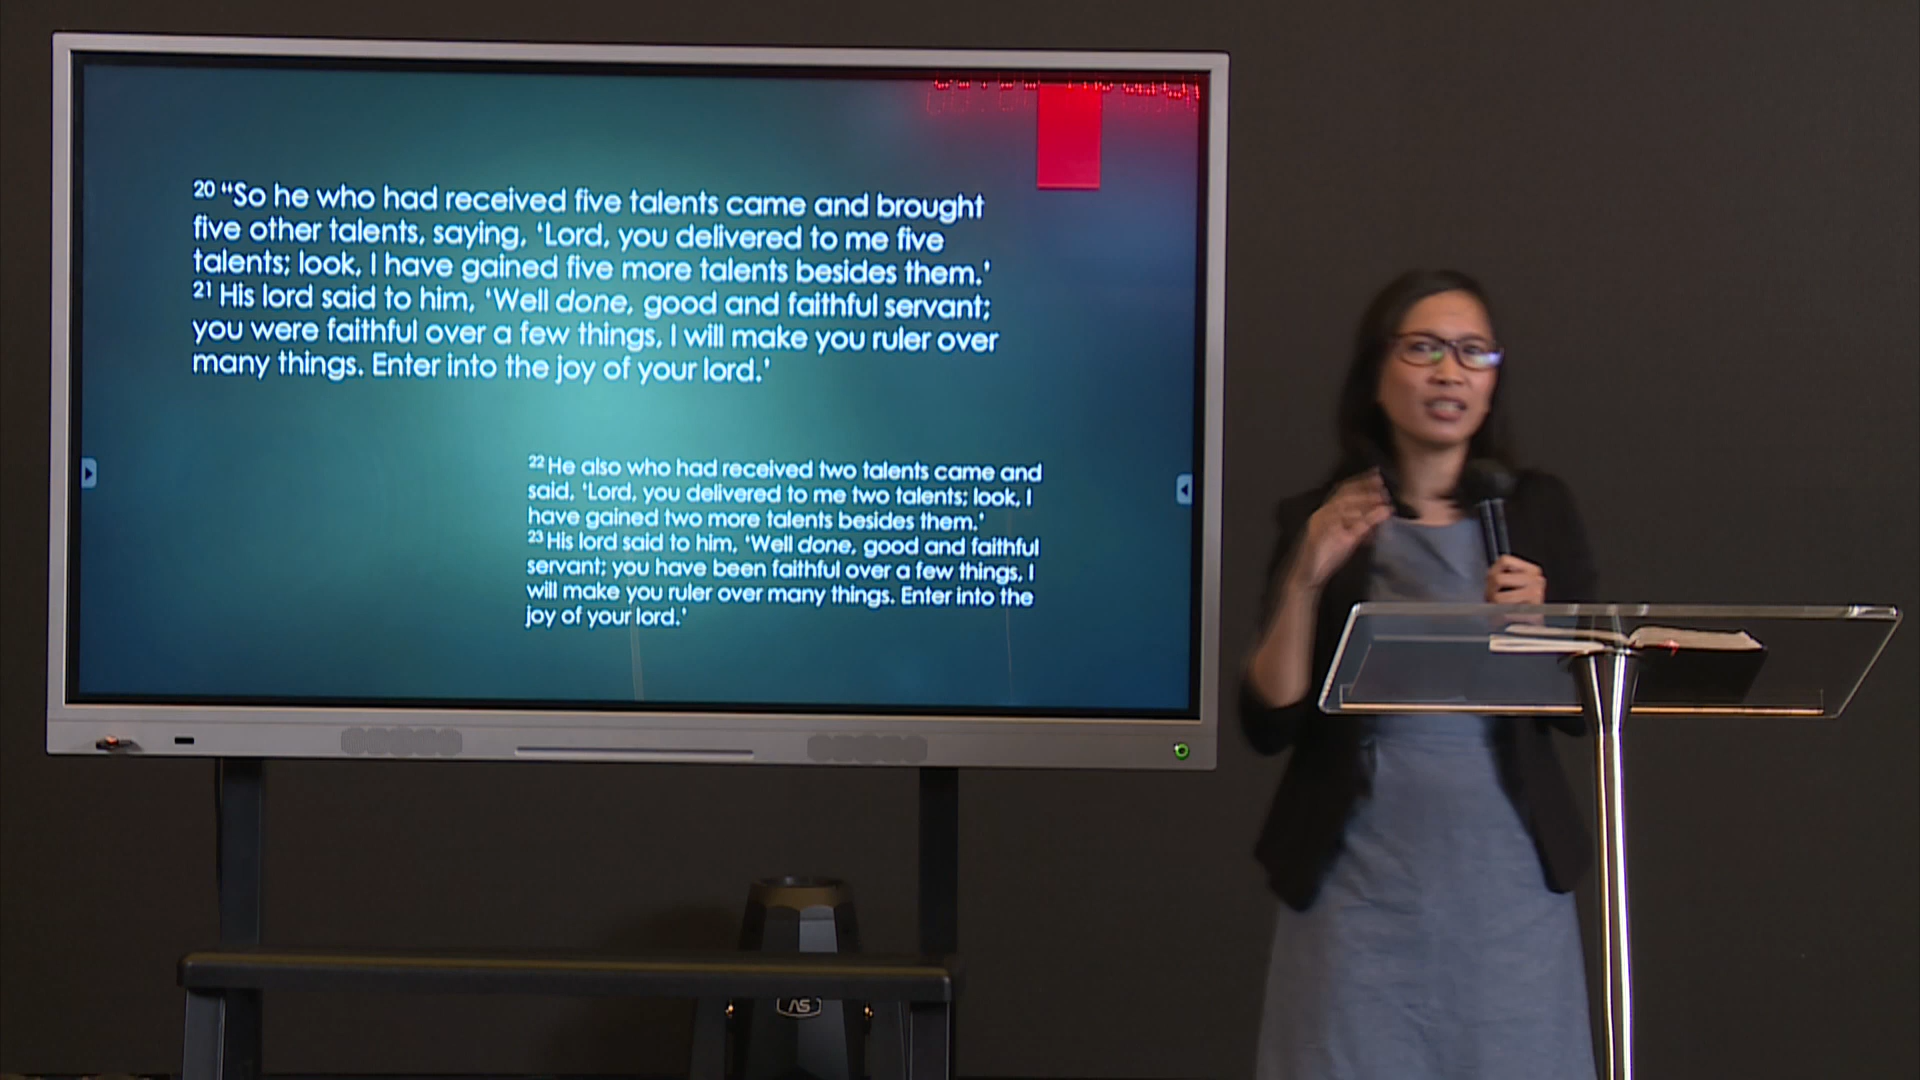 20 “So he who had received five talents came and brought
five other talents, saying, ‘Lord, you delivered to me five
talents; look, I have gained five more talents besides them.’
21 His lord said to him, ‘Well done, good and faithful servant;
you were faithful over a few things, I will make you ruler over
many things. Enter into the joy of your lord.’
22 He also who had received two talents came and
said, ‘Lord, you delivered to me two talents; look, I
have gained two more talents besides them.’
23 His lord said to him, ‘Well done, good and faithful
servant; you have been faithful over a few things, I
will make you ruler over many things. Enter into the
joy of your lord.’